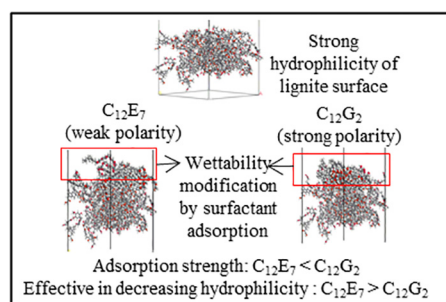 Strong
hydrophilicity of
lignite surface
C₁₂E₇
(weak polarity)
C₁₂G₂
(strong polarity)
Wettability
modification
by surfactant
adsorption
Adsorption strength: C₁₂E₇ < C₁₂G₂
Effective in decreasing hydrophilicity : C₁₂E₇ > C₁₂G₂